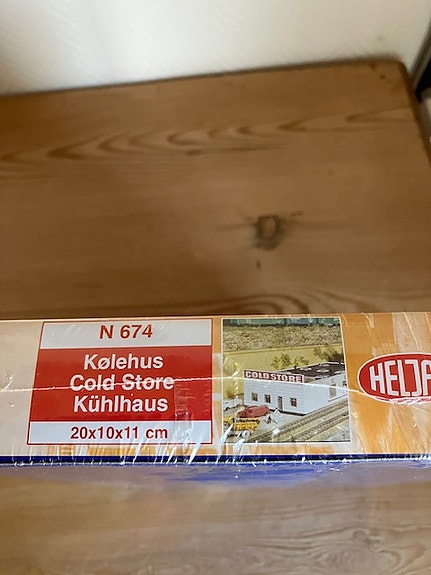 N 674
Kølehus
Cold Store
Kühlhaus
20x10x11 cm
COLD STORE
HELJA